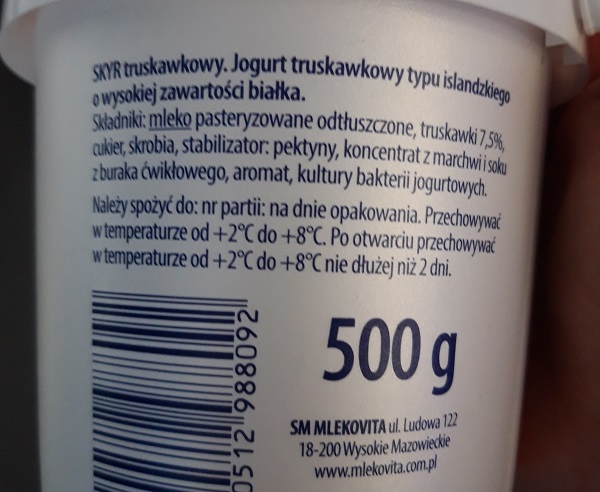 SKYR truskawkowy. Jogurt truskawkowy typu islandzkiego
o wysokiej zawartości białka.
Składniki: mleko pasteryzowane odtłuszczone, truskawki 7,5%,
cukier, skrobia, stabilizator: pektyny, koncentrat z marchwi i soku
z buraka ćwikłowego, aromat, kultury bakterii jogurtowych.
Należy spożyć do: nr partii: na dnie opakowania. Przechowywać
w temperaturze od +2°C do +8°C. Po otwarciu przechowywać
w temperaturze od +2°C do +8°C nie dłużej niż 2 dni.
0512 988092
500 g
SM MLEKOVITA ul. Ludowa 122
18-200 Wysokie Mazowieckie
www.mlekovita.com.pl